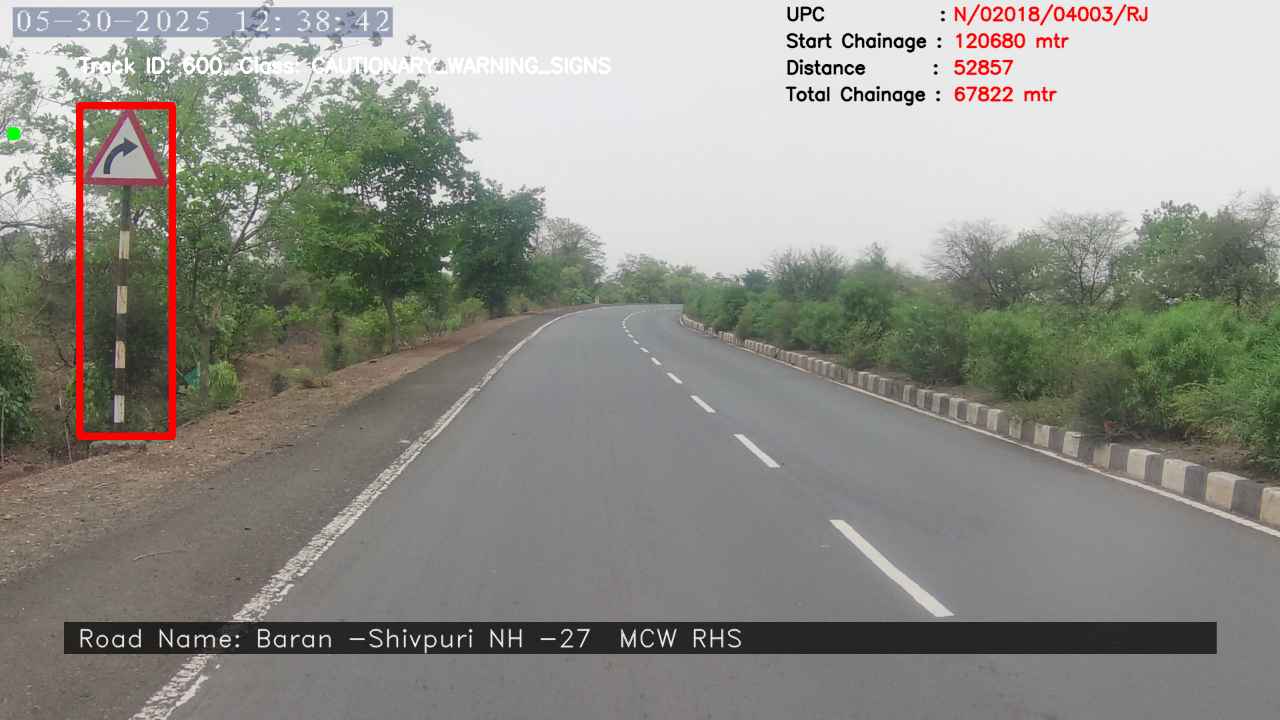 05-30-2025 12:38:42
UPC : N/02018/04003/RJ
Start Chainage : 120680 mtr
Distance : 52857
Total Chainage : 67822 mtr
Track ID: 600, Class: CAUTIONARY_WARNING_SIGNS
Road Name: Baran -Shivpuri NH -27 MCW RHS